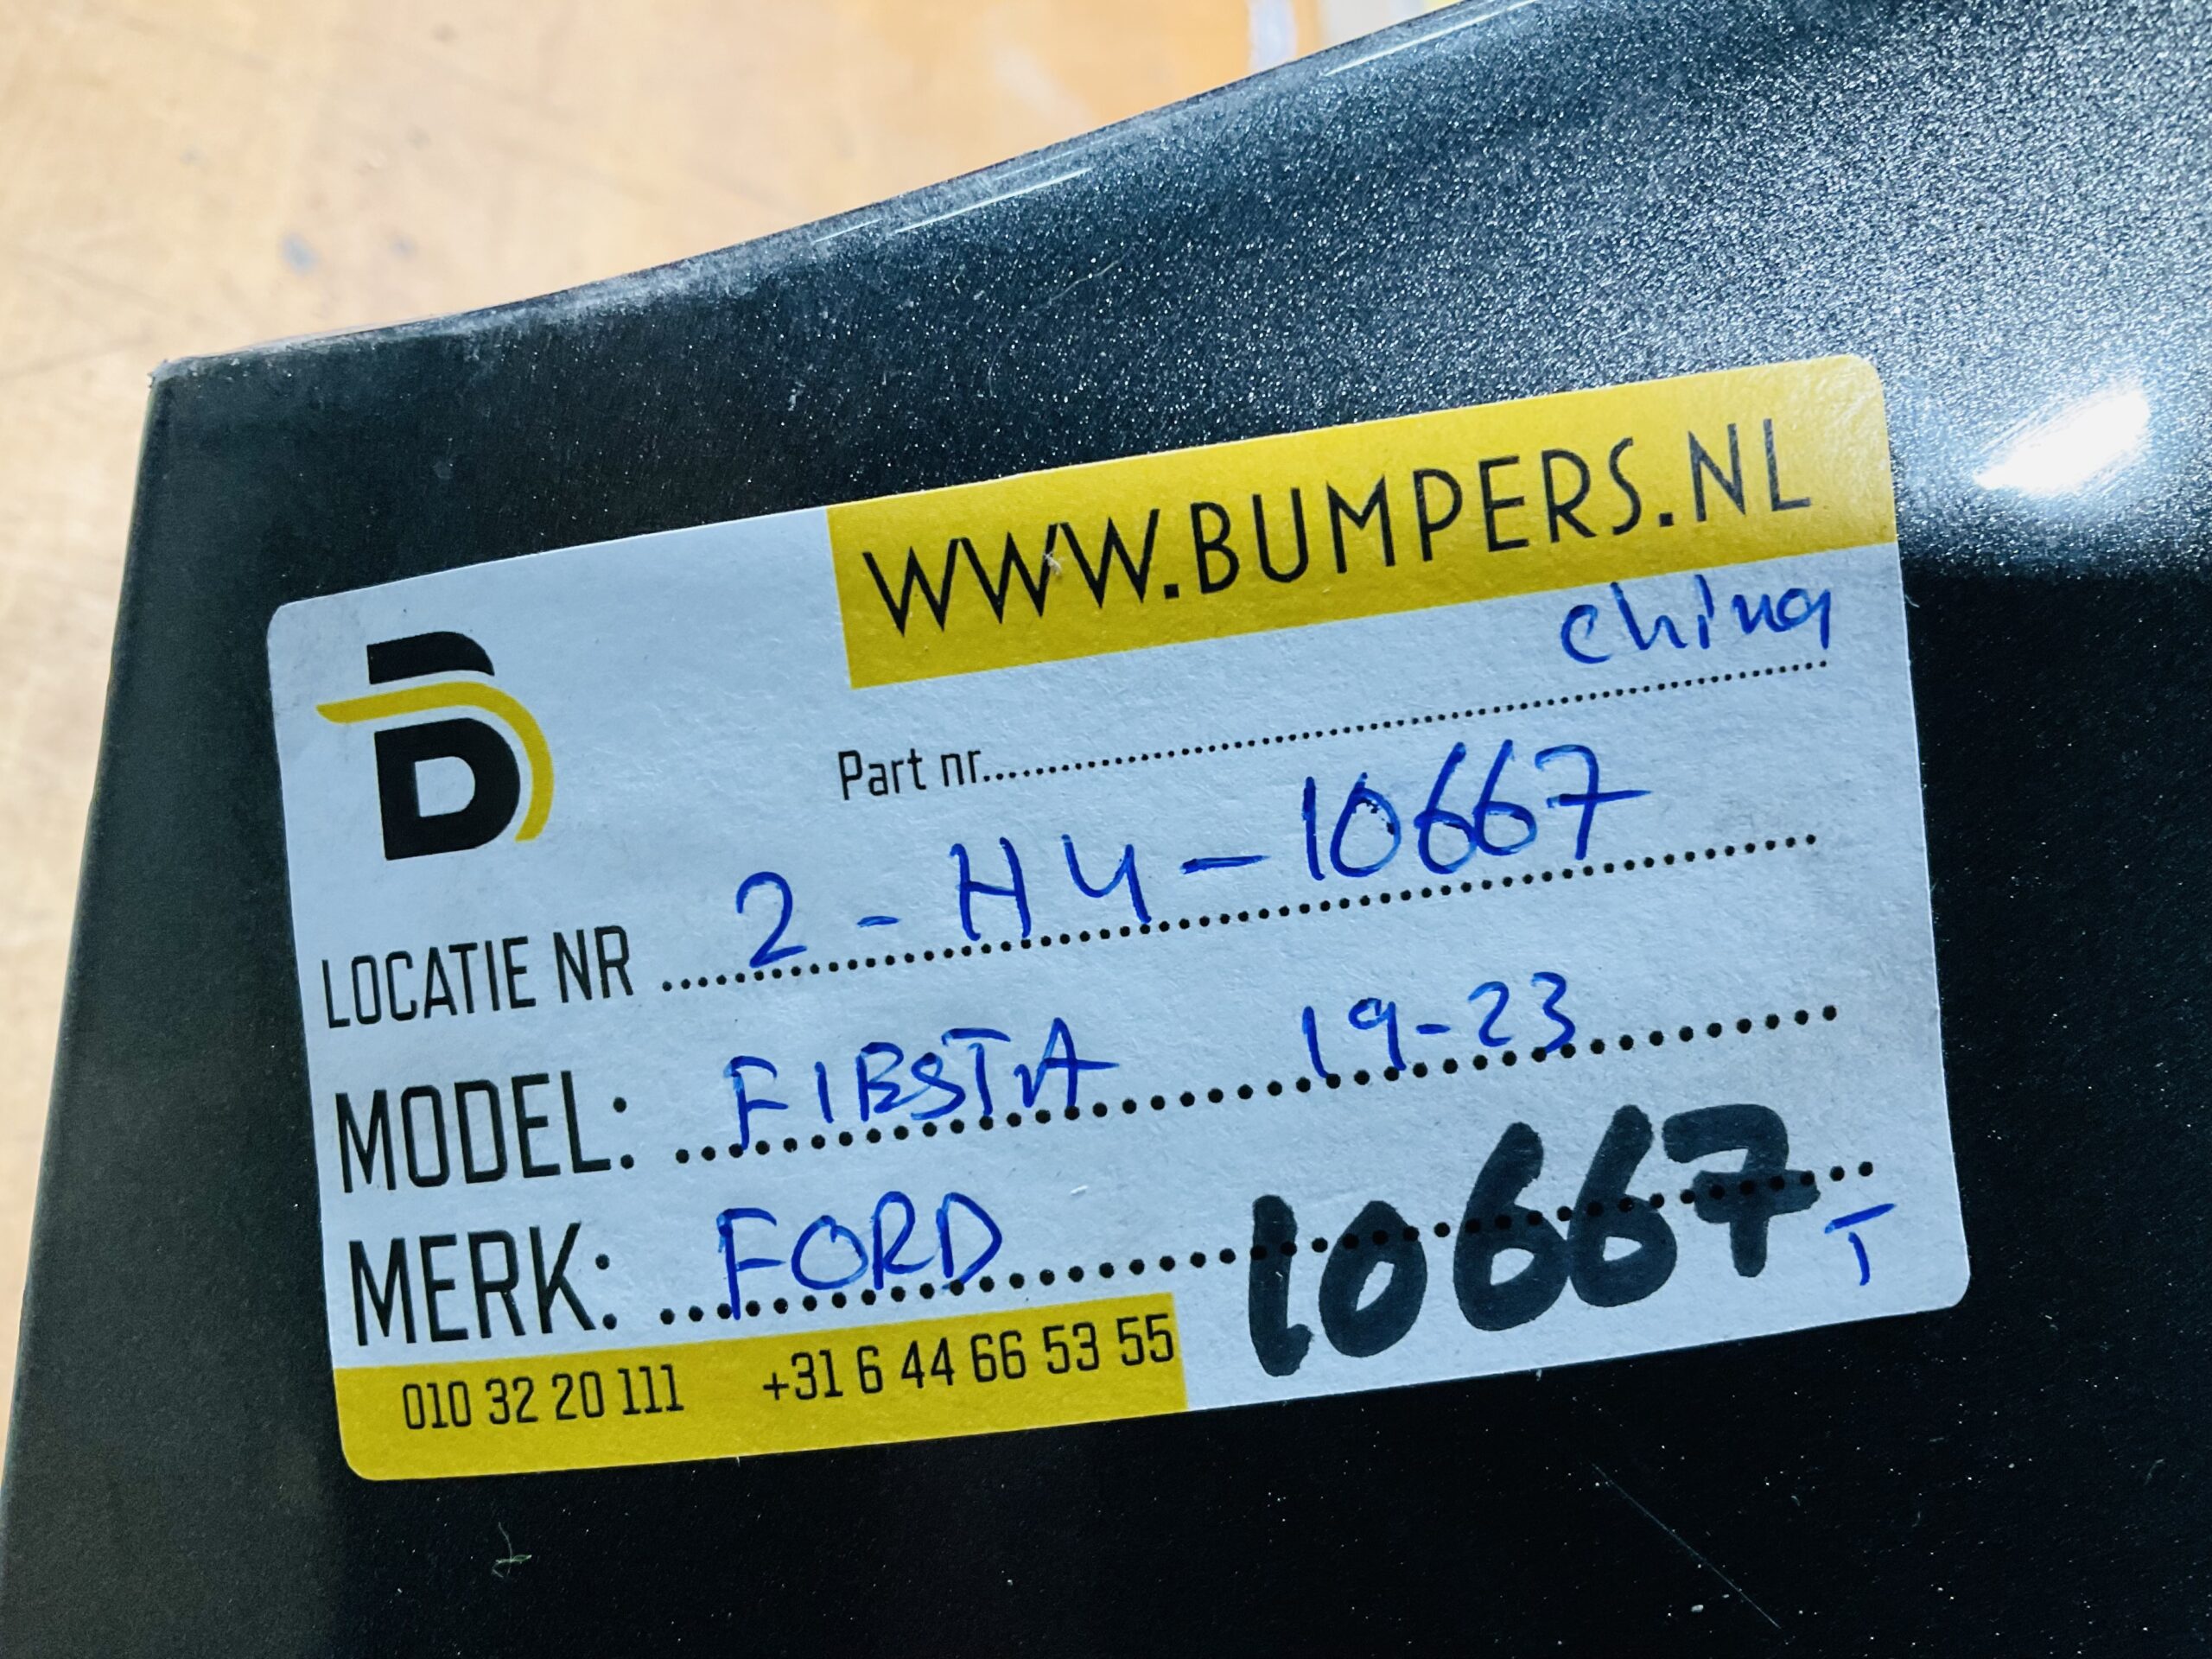 WWW.BUMPERS.NL
B
Part nr. china
LOCATIE NR 2 - H4 - 10667
MODEL: FIESTA 19-23
MERK: FORD 10667 T
010 32 20 111 +31 6 44 66 53 55